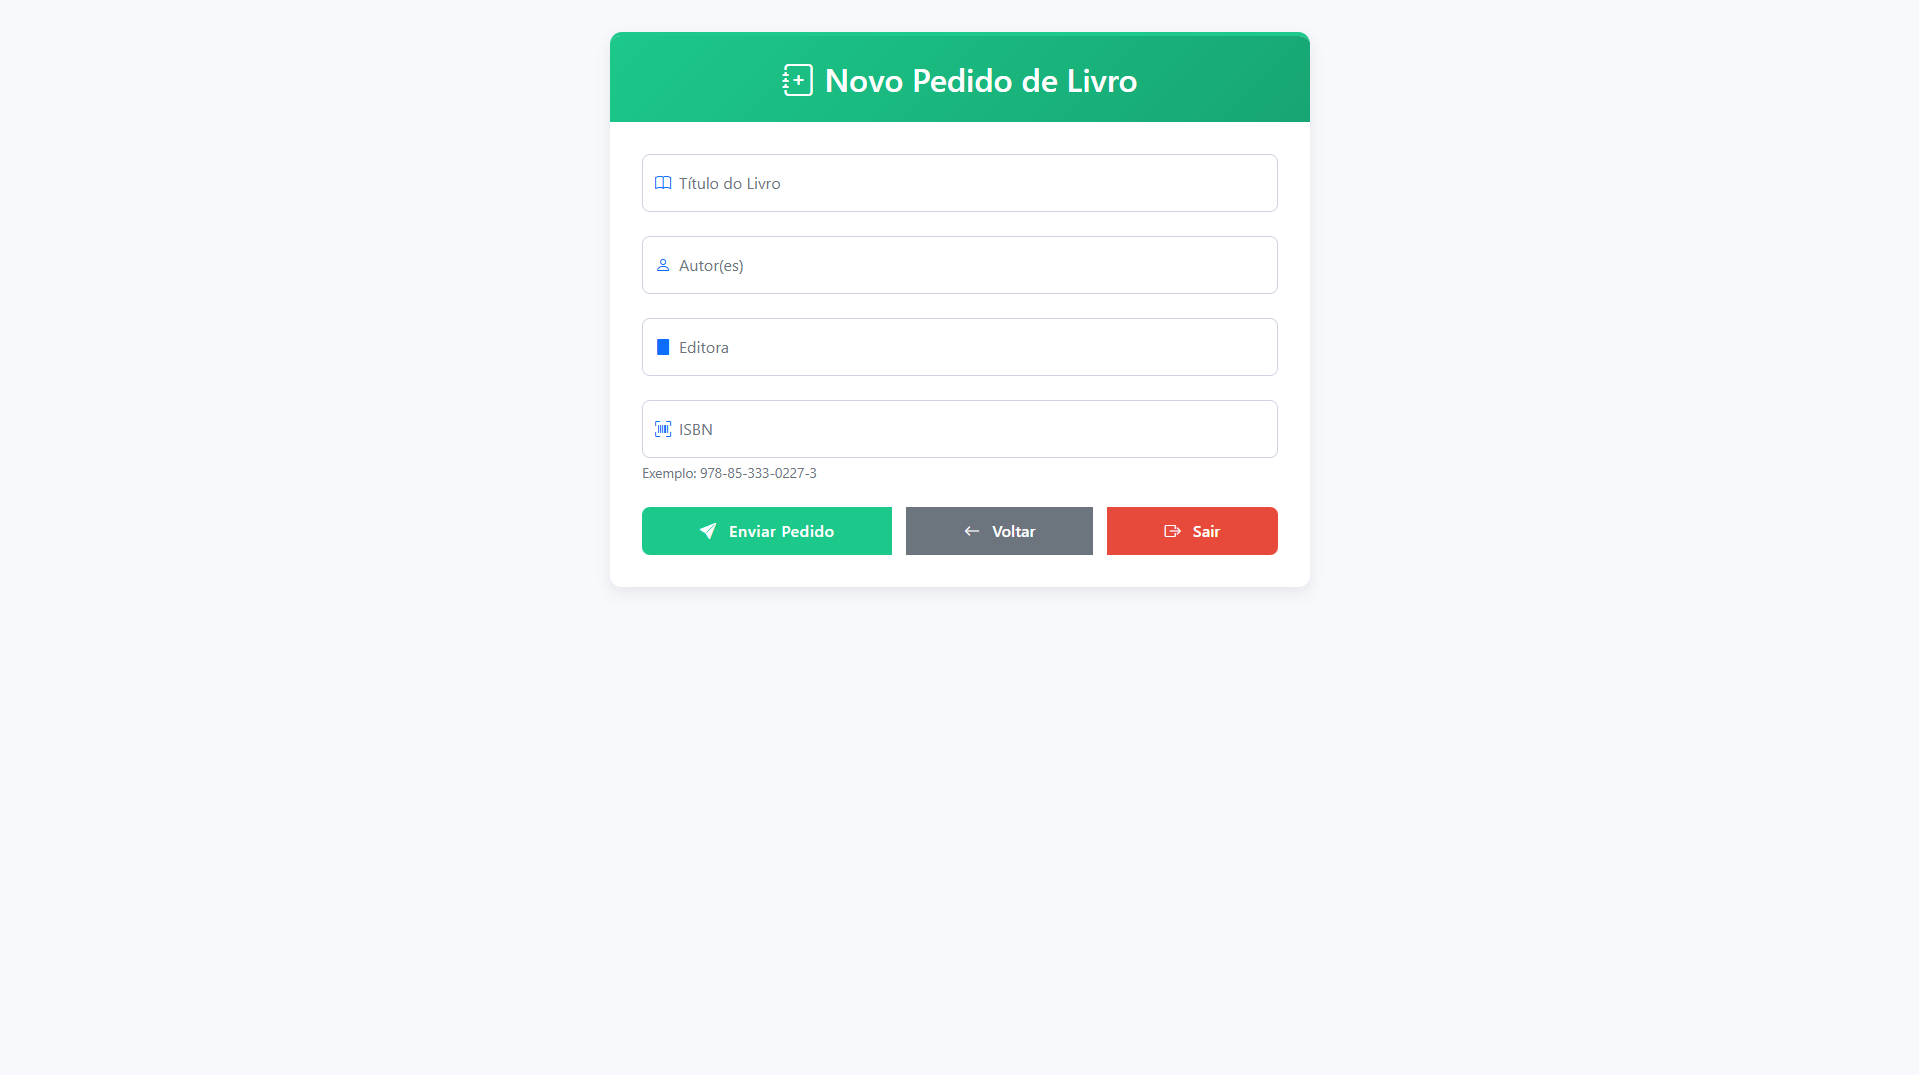 Novo Pedido de Livro
Título do Livro
Autor(es)
Editora
ISBN
Exemplo: 978-85-333-0227-3
Enviar Pedido
Voltar
Sair